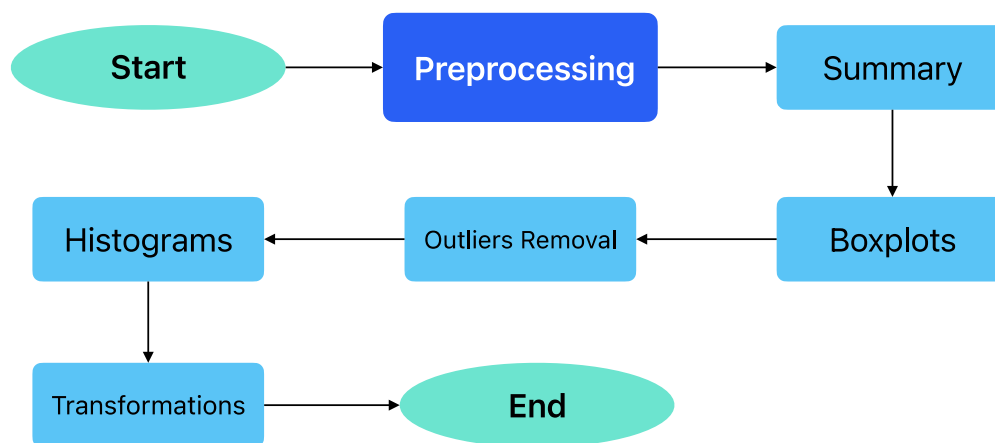 Start
Preprocessing
Summary
Boxplots
Outliers Removal
Histograms
Transformations
End